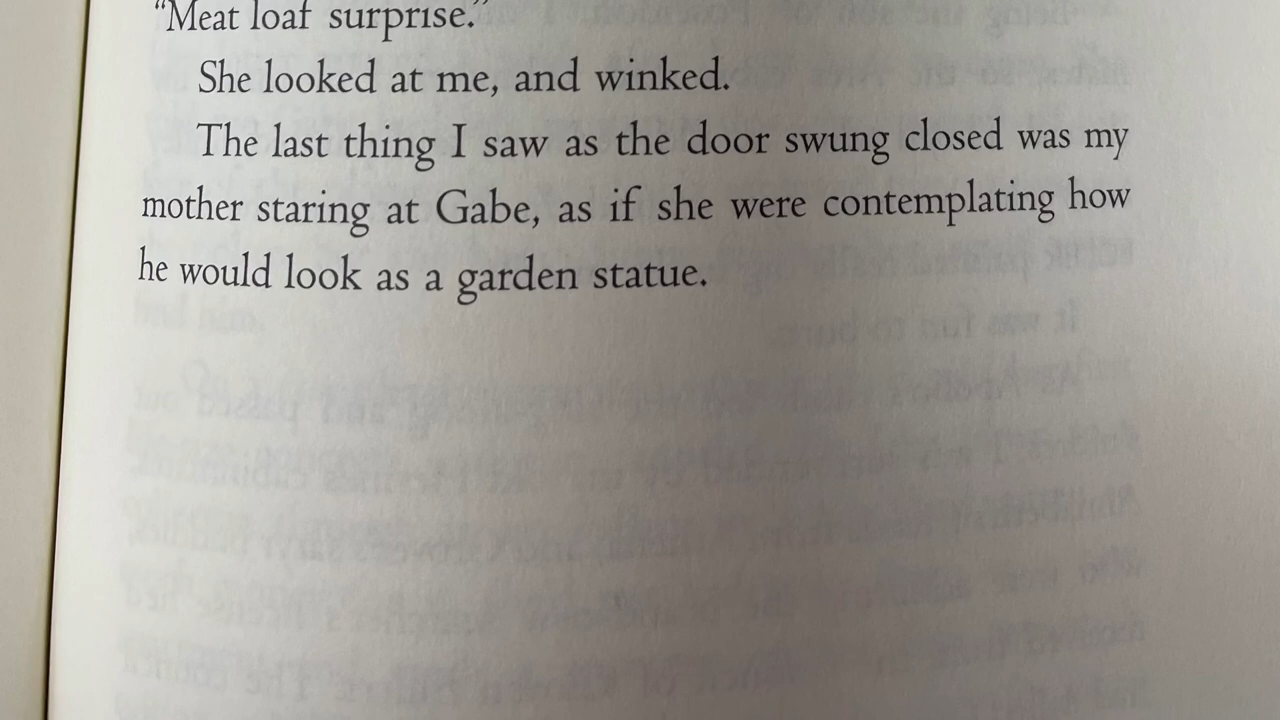 “Meat loaf surprise.”
She looked at me, and winked.
The last thing I saw as the door swung closed was my
mother staring at Gabe, as if she were contemplating how
he would look as a garden statue.